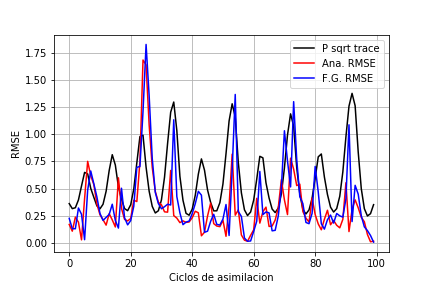 P sqrt trace
Ana. RMSE
F.G. RMSE
1.75
1.50
1.25
1.00
0.75
0.50
0.25
0.00
RMSE
0 20 40 60 80 100
Ciclos de asimilacion